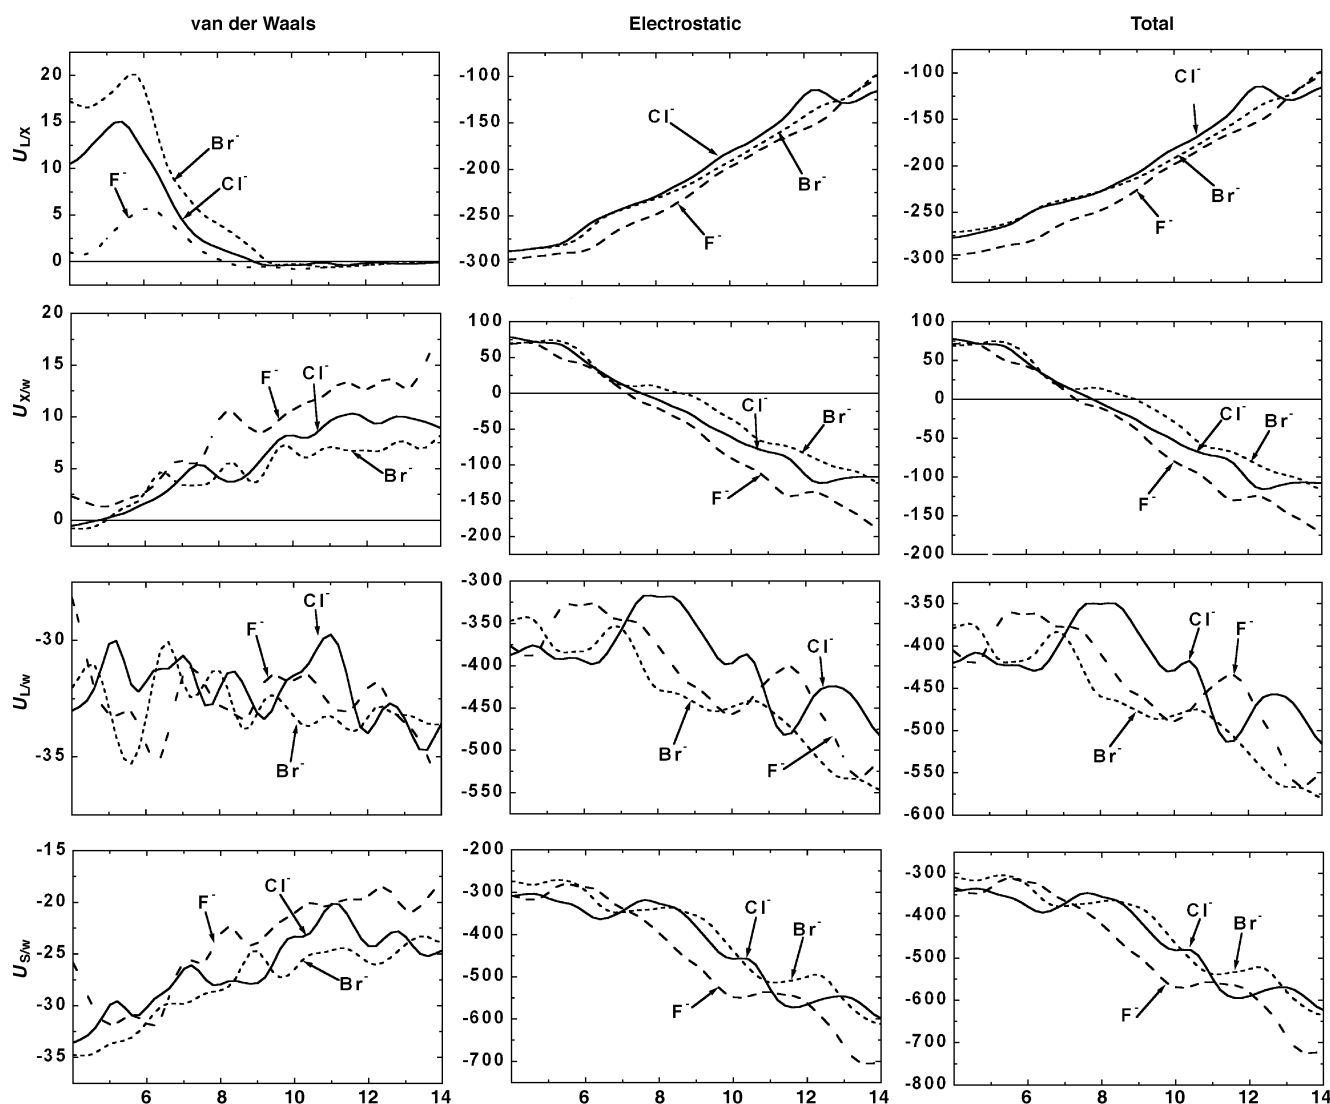 van der Waals Electrostatic Total
U_L/X
20
15
10
5
0
Br⁻
F⁻
Cl⁻
-100
-150
-200
-250
-300
Cl⁻
Br⁻
F⁻
-100
-150
-200
-250
-300
Cl⁻
Br⁻
F⁻
U_X/w
20
15
10
5
0
F⁻
Cl⁻
Br⁻
100
50
0
-50
-100
-150
-200
Cl⁻
Br⁻
F⁻
100
50
0
-50
-100
-150
-200
Cl⁻
Br⁻
F⁻
U_L/w
-30
-35
Cl⁻
F⁻
Br⁻
-300
-350
-400
-450
-500
-550
Cl⁻
Br⁻
F⁻
-350
-400
-450
-500
-550
-600
Cl⁻
F⁻
Br⁻
U_S/w
-15
-20
-25
-30
-35
Cl⁻
F⁻
Br⁻
6 8 10 12 14
-200
-300
-400
-500
-600
-700
Cl⁻
Br⁻
F⁻
6 8 10 12 14
-300
-400
-500
-600
-700
-800
Cl⁻
Br⁻
F⁻
6 8 10 12 14